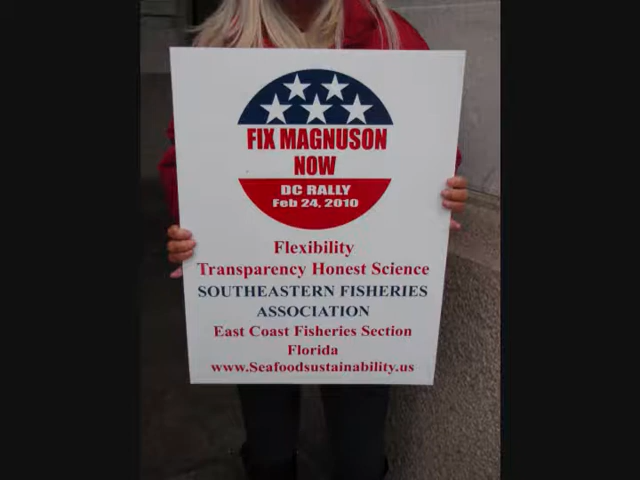 FIX MAGNUSON
NOW
DC RALLY
Feb 24, 2010
Flexibility
Transparency Honest Science
SOUTHEASTERN FISHERIES
ASSOCIATION
East Coast Fisheries Section
Florida
www.Seafoodsustainability.us